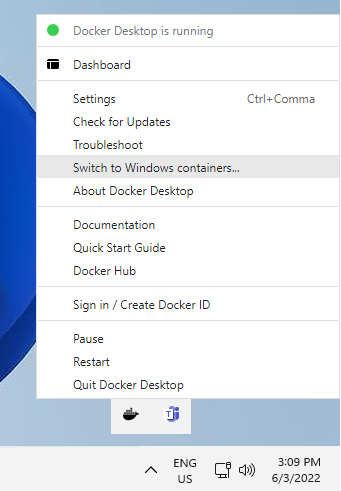 Docker Desktop is running
Dashboard
Settings Ctrl+Comma
Check for Updates
Troubleshoot
Switch to Windows containers...
About Docker Desktop
Documentation
Quick Start Guide
Docker Hub
Sign in / Create Docker ID
Pause
Restart
Quit Docker Desktop
ENG
US
3:09 PM
6/3/2022